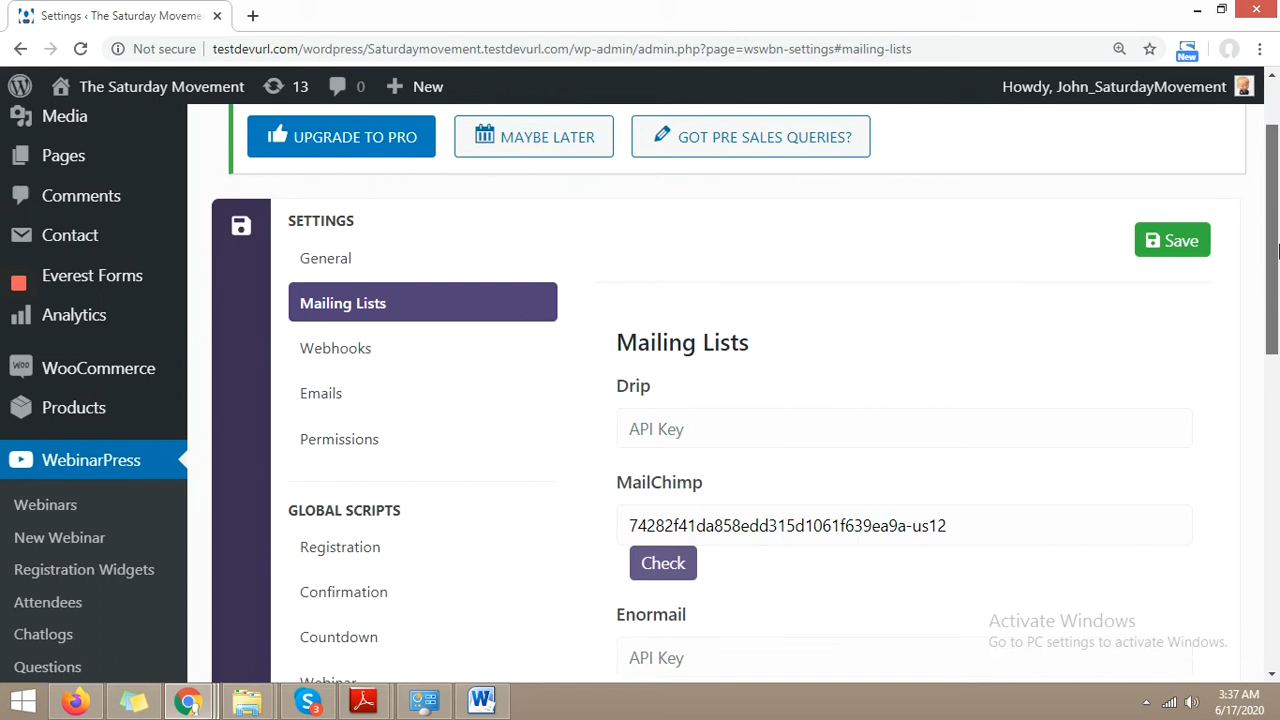 Settings ‹ The Saturday Moveme
Not secure
testdevurl.com/wordpress/Saturdaymovement.testdevurl.com/wp-admin/admin.php?page=wswbn-settings#mailing-lists
New
The Saturday Movement
13
0
New
Howdy, John_SaturdayMovement
Media
Pages
Comments
Contact
Everest Forms
Analytics
WooCommerce
Products
WebinarPress
Webinars
New Webinar
Registration Widgets
Attendees
Chatlogs
Questions
UPGRADE TO PRO
MAYBE LATER
GOT PRE SALES QUERIES?
SETTINGS
General
Mailing Lists
Webhooks
Emails
Permissions
GLOBAL SCRIPTS
Registration
Confirmation
Countdown
Webinar
Save
Mailing Lists
Drip
API Key
MailChimp
74282f41da858edd315d1061f639ea9a-us12
Check
Enormail
API Key
Activate Windows
Go to PC settings to activate Windows.
3:37 AM
6/17/2020